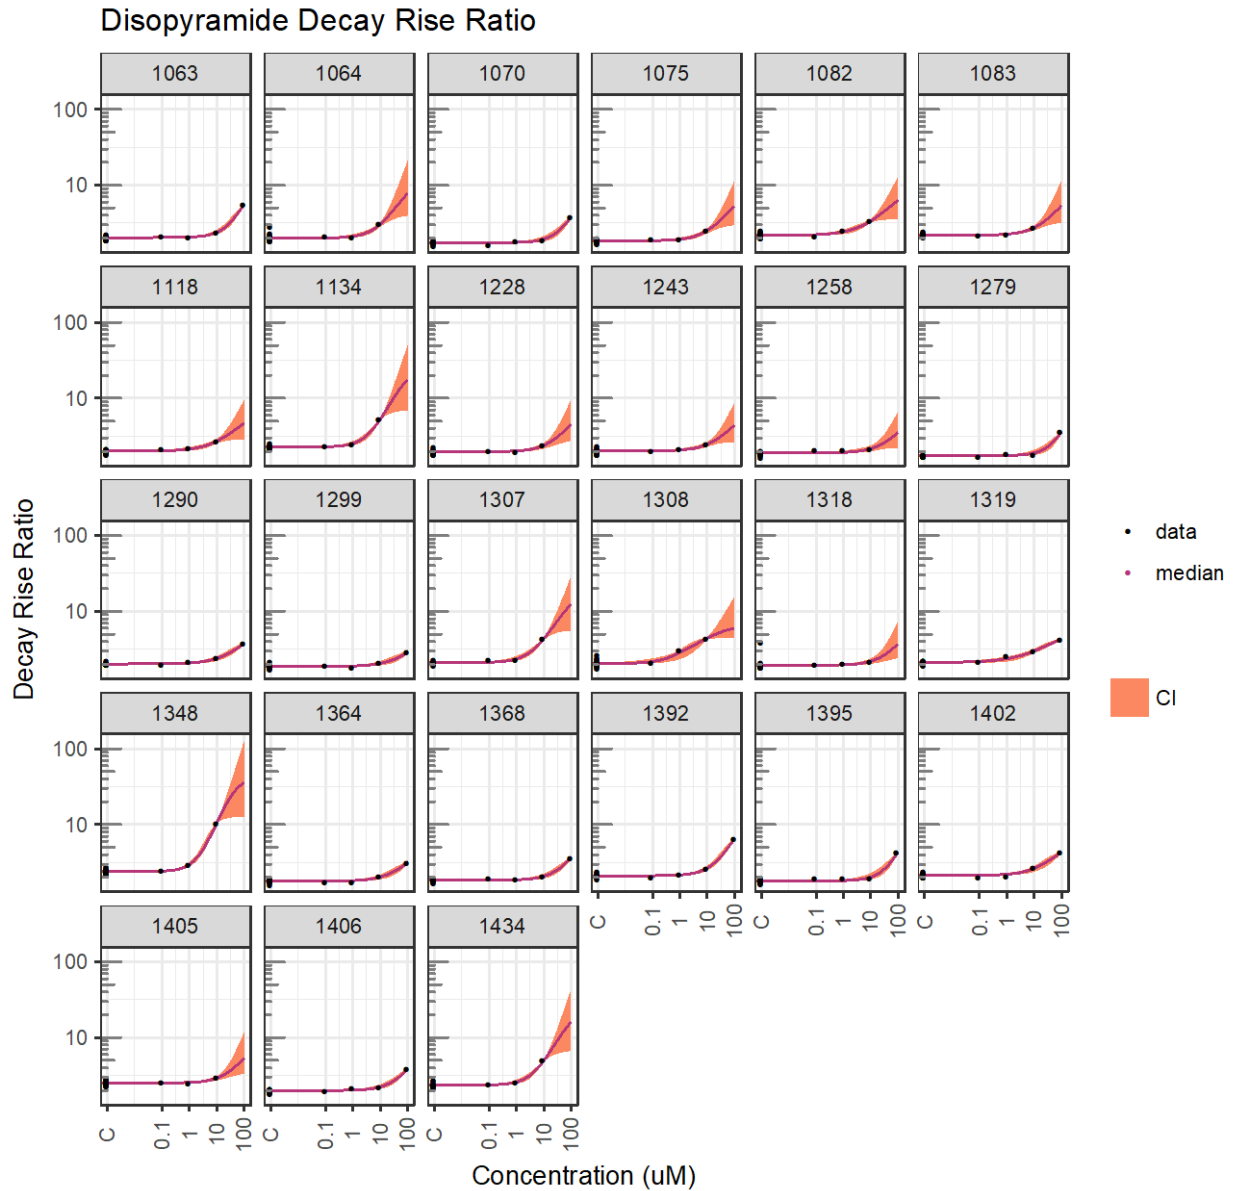 Disopyramide Decay Rise Ratio
1063 1064 1070 1075 1082 1083
100
10
1118 1134 1228 1243 1258 1279
100
10
1290 1299 1307 1308 1318 1319
100
10
1348 1364 1368 1392 1395 1402
100
10
C 0.1 1 10 100 C 0.1 1 10 100 C 0.1 1 10 100
1405 1406 1434
100
10
C 0.1 1 10 100 C 0.1 1 10 100 C 0.1 1 10 100
Concentration (uM)
Decay Rise Ratio
data
median
CI